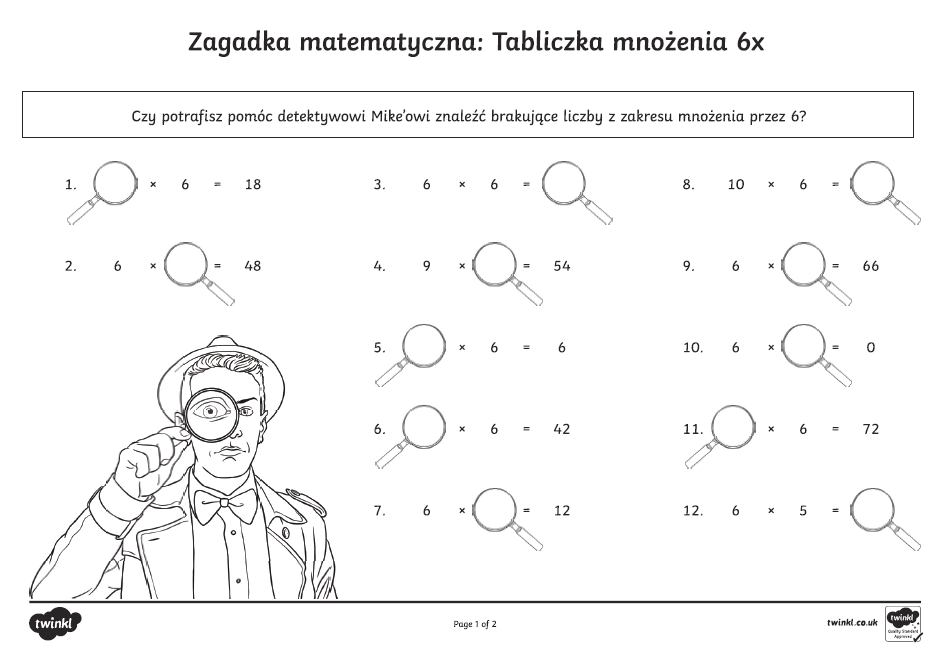 Zagadka matematyczna: Tabliczka mnożenia 6x
Czy potrafisz pomóc detektywowi Mike'owi znaleźć brakujące liczby z zakresu mnożenia przez 6?
1. × 6 = 18
2. 6 × = 48
3. 6 × 6 =
4. 9 × = 54
5. × 6 = 6
6. × 6 = 42
7. 6 × = 12
8. 10 × 6 =
9. 6 × = 66
10. 6 × = 0
11. × 6 = 72
12. 6 × 5 =
twinkl
Page 1 of 2
twinkl.co.uk
twinkl
Quality Standard
Approved